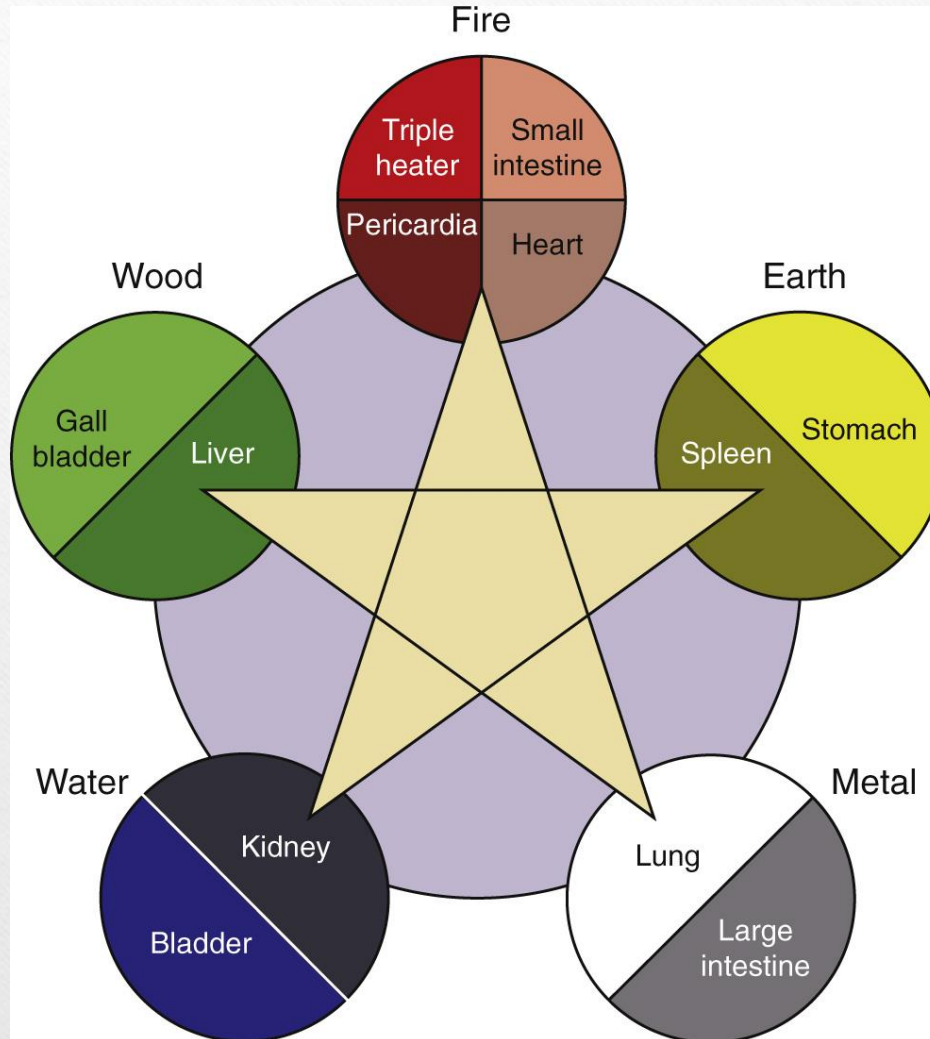 Fire
Triple
heater
Small
intestine
Pericardia
Heart
Wood
Earth
Gall
bladder
Liver
Spleen
Stomach
Water
Metal
Kidney
Bladder
Lung
Large
intestine